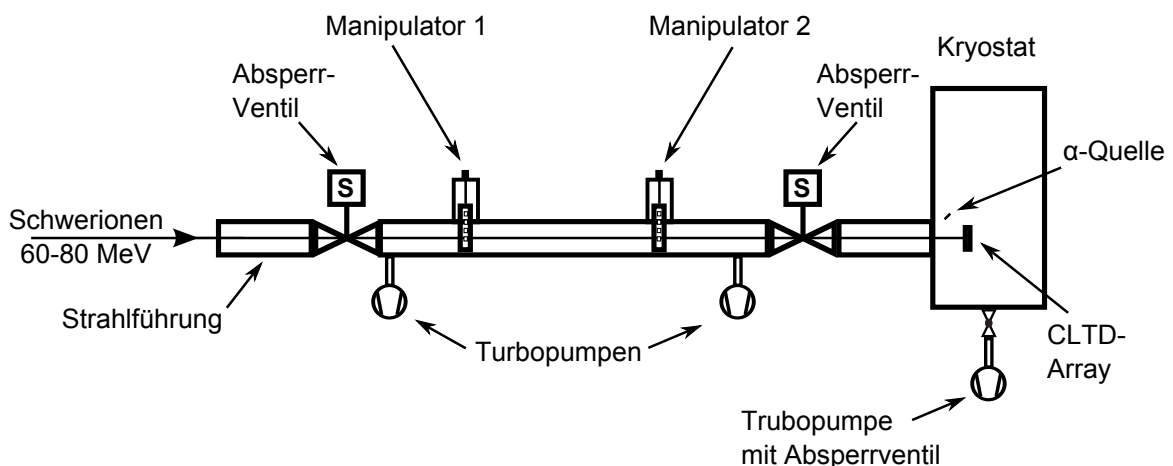 Manipulator 1
Manipulator 2
Kryostat
Absperr-
Ventil
Absperr-
Ventil
α-Quelle
S
S
Schwerionen
60-80 MeV
Strahlführung
Turbopumpen
CLTD-
Array
Trubopumpe
mit Absperrventil